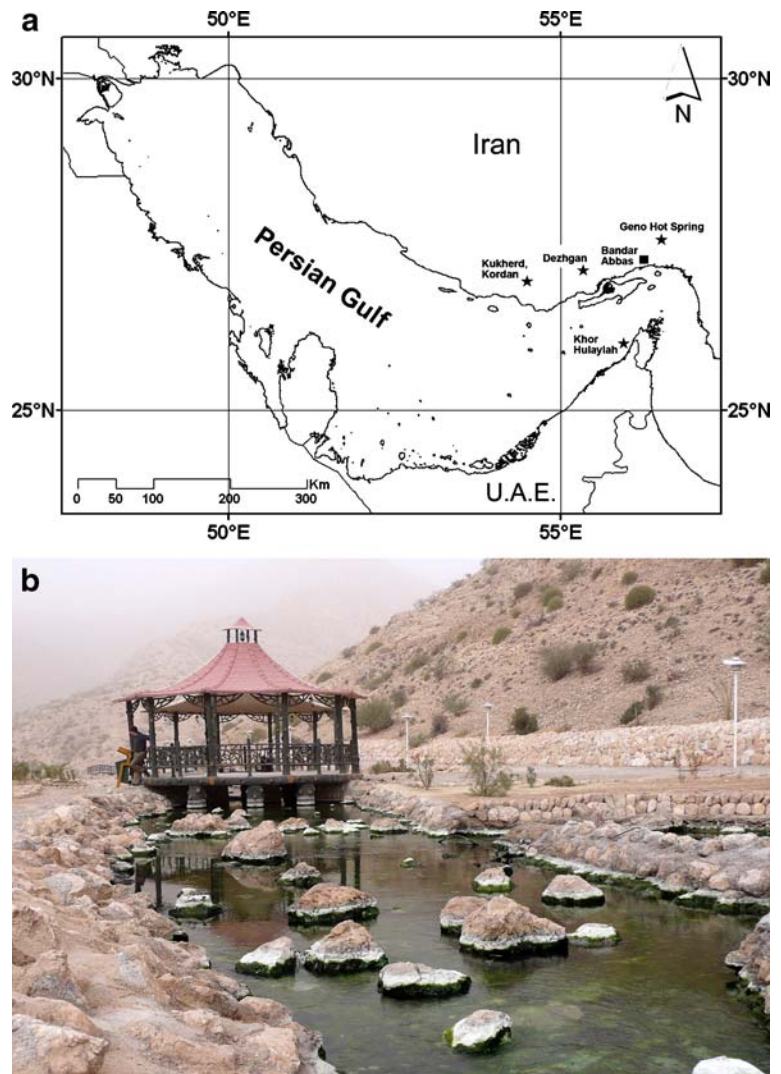 a
50°E
55°E
30°N
30°N
N
Iran
Geno Hot Spring
Bandar
Abbas
Dezhgan
Kukherd,
Kordan
Persian Gulf
Khor
Hulaylah
25°N
25°N
U.A.E.
Km
0 50 100 200 300
50°E
55°E
b